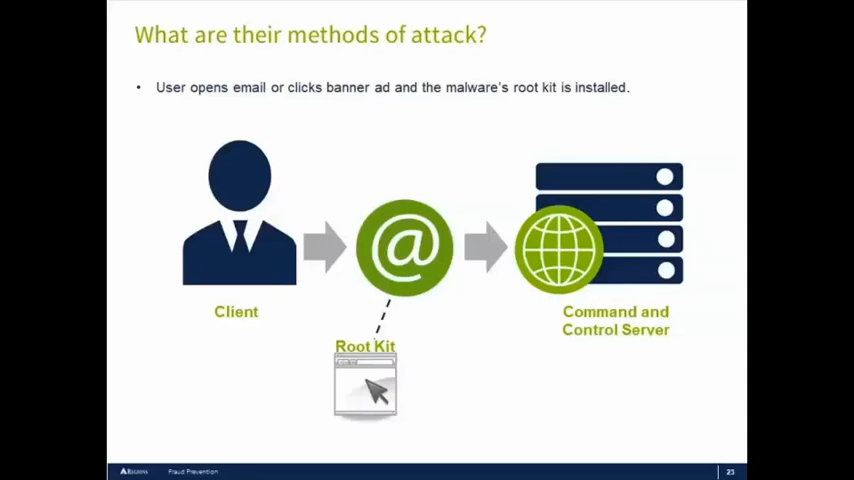 What are their methods of attack?
• User opens email or clicks banner ad and the malware's root kit is installed.
@
Client
Command and
Control Server
Root Kit
REGIONS
Fraud Prevention
23